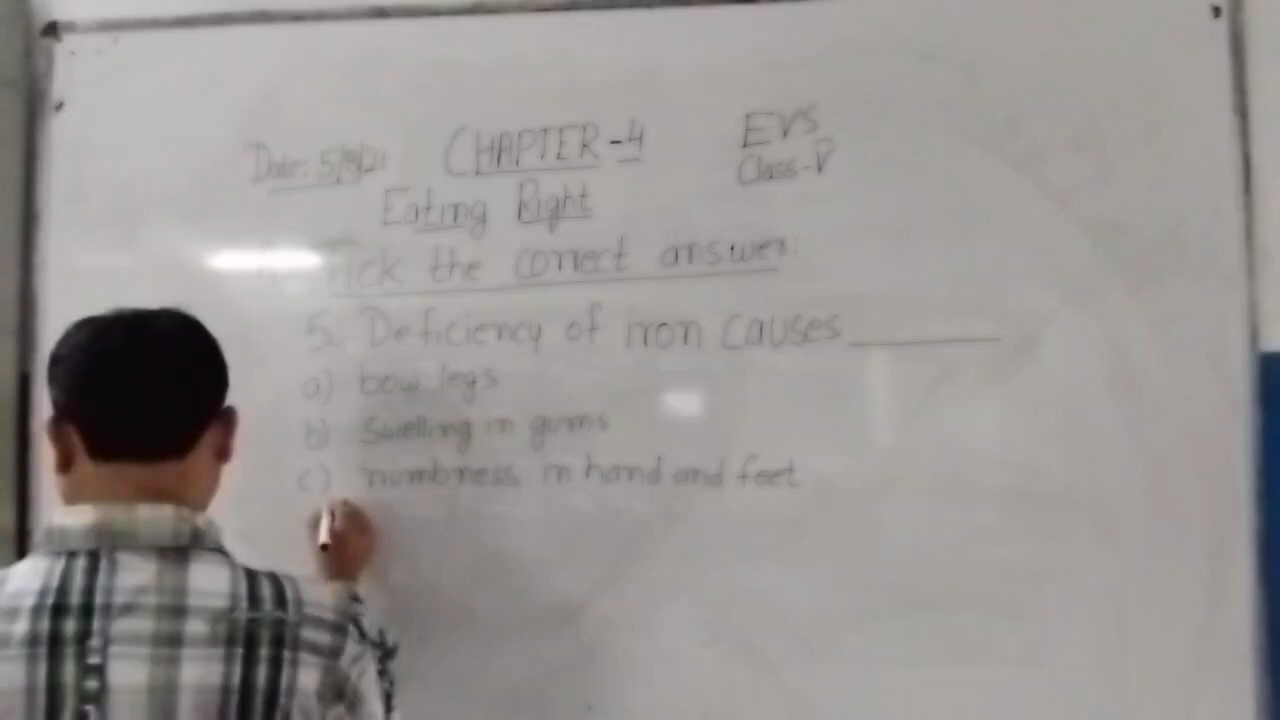 Date: 5/8/21 CHAPTER-4 EVS
Class-V
Eating Right
Tick the correct answer.
5. Deficiency of iron causes ______
a) bow legs
b) Swelling in gums
c) numbness in hand and feet